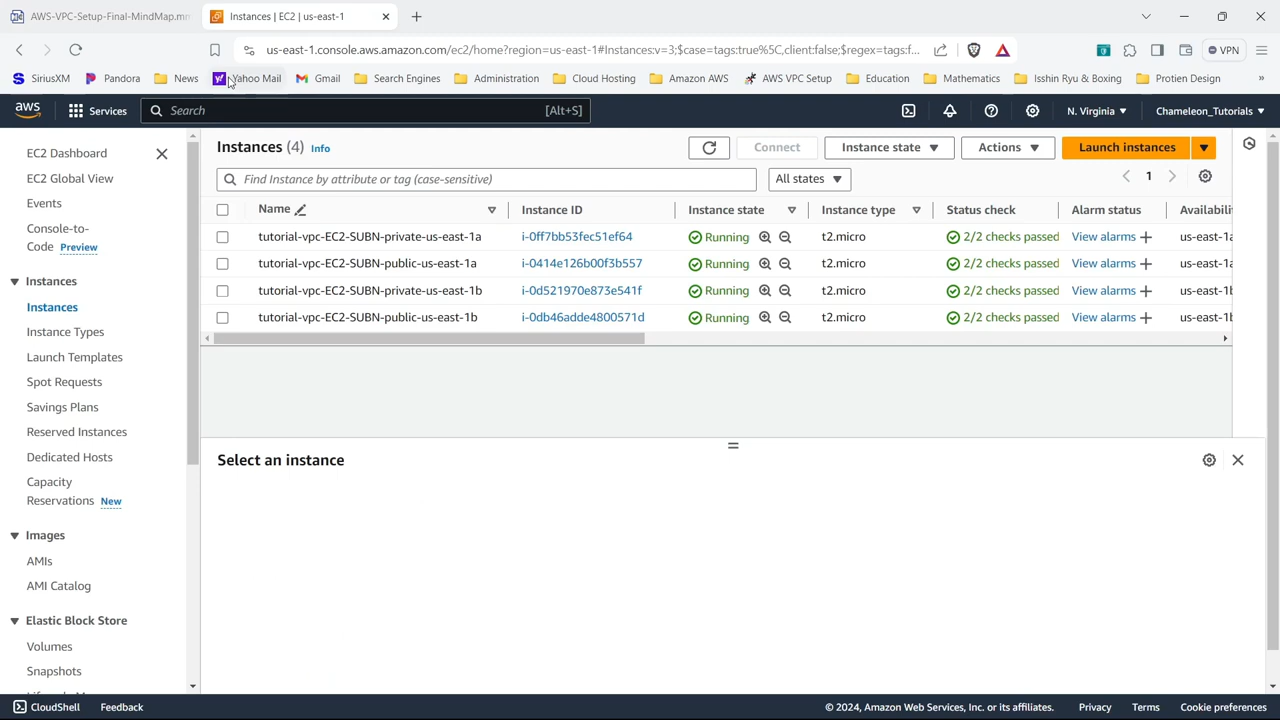 AWS-VPC-Setup-Final-MindMap.mm
Instances | EC2 | us-east-1
us-east-1.console.aws.amazon.com/ec2/home?region=us-east-1#Instances:v=3;$case=tags:true%5C,client:false;$regex=tags:f...
VPN
SiriusXM Pandora News Yahoo Mail Gmail Search Engines Administration Cloud Hosting Amazon AWS AWS VPC Setup Education Mathematics Isshin Ryu & Boxing Protien Design »
aws Services Search [Alt+S] N. Virginia Chameleon_Tutorials
EC2 Dashboard
EC2 Global View
Events
Console-to-
Code Preview
Instances
Instances
Instance Types
Launch Templates
Spot Requests
Savings Plans
Reserved Instances
Dedicated Hosts
Capacity
Reservations New
Images
AMIs
AMI Catalog
Elastic Block Store
Volumes
Snapshots
Instances (4) Info Connect Instance state Actions Launch instances
Find Instance by attribute or tag (case-sensitive) All states 1
Name Instance ID Instance state Instance type Status check Alarm status Availabili
tutorial-vpc-EC2-SUBN-private-us-east-1a i-0ff7bb53fec51ef64 Running t2.micro 2/2 checks passed View alarms us-east-1a
tutorial-vpc-EC2-SUBN-public-us-east-1a i-0414e126b00f3b557 Running t2.micro 2/2 checks passed View alarms us-east-1a
tutorial-vpc-EC2-SUBN-private-us-east-1b i-0d521970e873e541f Running t2.micro 2/2 checks passed View alarms us-east-1b
tutorial-vpc-EC2-SUBN-public-us-east-1b i-0db46adde4800571d Running t2.micro 2/2 checks passed View alarms us-east-1b
Select an instance
CloudShell Feedback © 2024, Amazon Web Services, Inc. or its affiliates. Privacy Terms Cookie preferences